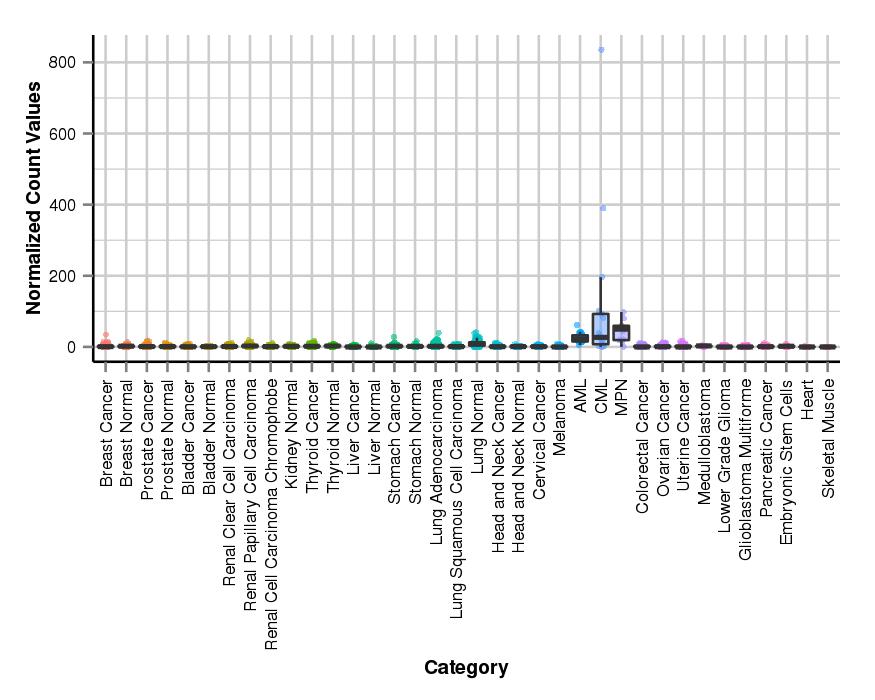 Normalized Count Values
800
600
400
200
0
Breast Cancer
Breast Normal
Prostate Cancer
Prostate Normal
Bladder Cancer
Bladder Normal
Renal Clear Cell Carcinoma
Renal Papillary Cell Carcinoma
Renal Cell Carcinoma Chromophobe
Kidney Normal
Thyroid Cancer
Thyroid Normal
Liver Cancer
Liver Normal
Stomach Cancer
Stomach Normal
Lung Adenocarcinoma
Lung Squamous Cell Carcinoma
Lung Normal
Head and Neck Cancer
Head and Neck Normal
Cervical Cancer
Melanoma
AML
CML
MPN
Colorectal Cancer
Ovarian Cancer
Uterine Cancer
Medulloblastoma
Lower Grade Glioma
Glioblastoma Multiforme
Pancreatic Cancer
Embryonic Stem Cells
Heart
Skeletal Muscle
Category